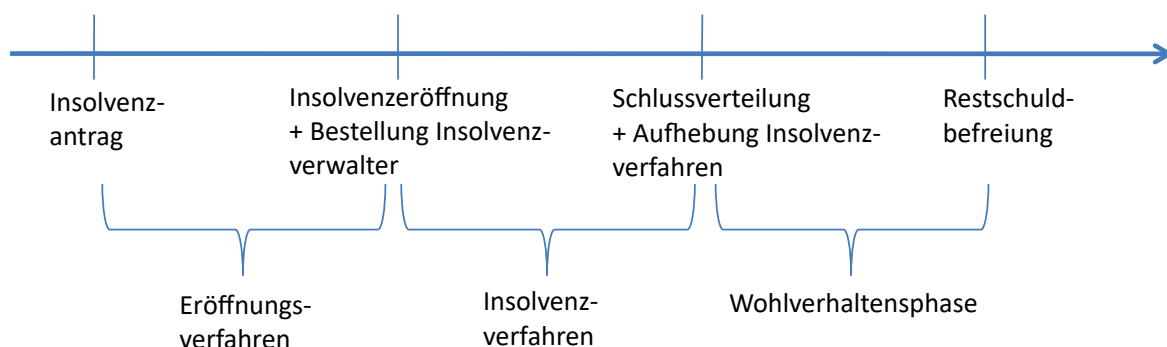 Insolvenz-
antrag
Insolvenzeröffnung
+ Bestellung Insolvenz-
verwalter
Schlussverteilung
+ Aufhebung Insolvenz-
verfahren
Restschuld-
befreiung
Eröffnungs-
verfahren
Insolvenz-
verfahren
Wohlverhaltensphase